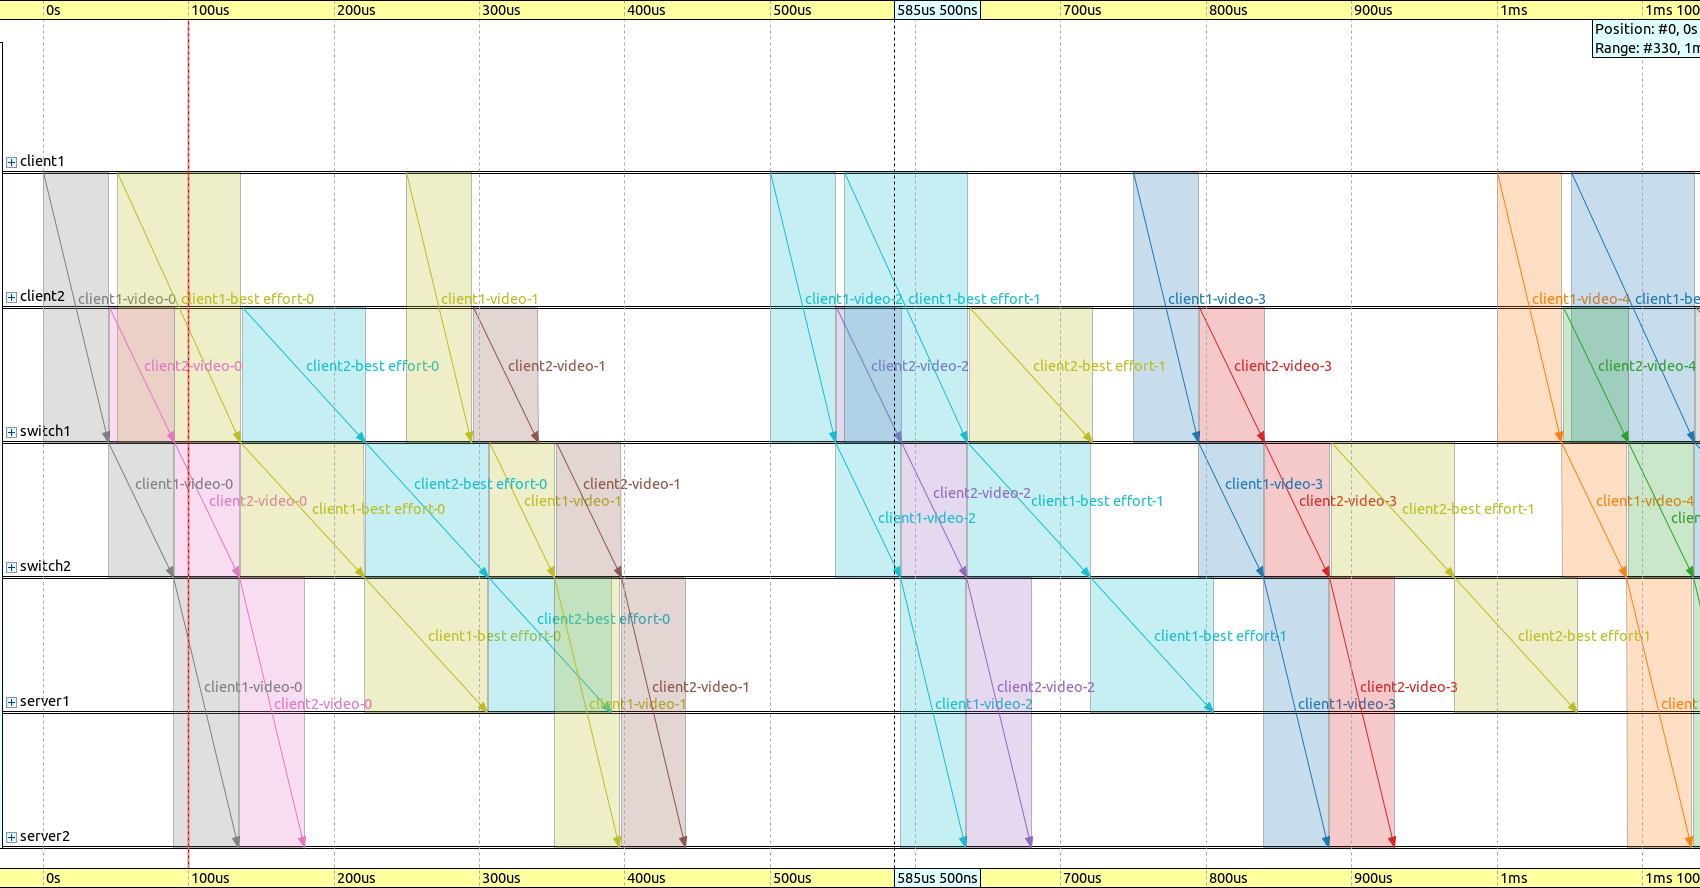 0s 100us 200us 300us 400us 500us 585us 500ns 700us 800us 900us 1ms 1ms 100
Position: #0, 0s
Range: #330, 1m
client1
client2 client1-video-0 client1-best effort-0 client1-video-1 client1-video-2 client1-best effort-1 client1-video-3 client1-video-4 client1-be
client2-video-0 client2-best effort-0 client2-video-1 client2-video-2 client2-best effort-1 client2-video-3 client2-video-4
switch1
client1-video-0 client2-best effort-0 client2-video-1 client1-video-3
client2-video-2
client2-video-0 client1-video-1 client1-best effort-1 client2-video-3 client1-video-4
client1-best effort-0 client2-best effort-1
client1-video-2 clien
switch2
client2-best effort-0
client1-best effort-0 client1-best effort-1 client2-best effort-1
client1-video-0 client2-video-1 client2-video-2 client2-video-3
server1 client2-video-0 client1-video-1 client1-video-2 client1-video-3 client
server2
0s 100us 200us 300us 400us 500us 585us 500ns 700us 800us 900us 1ms 1ms 100